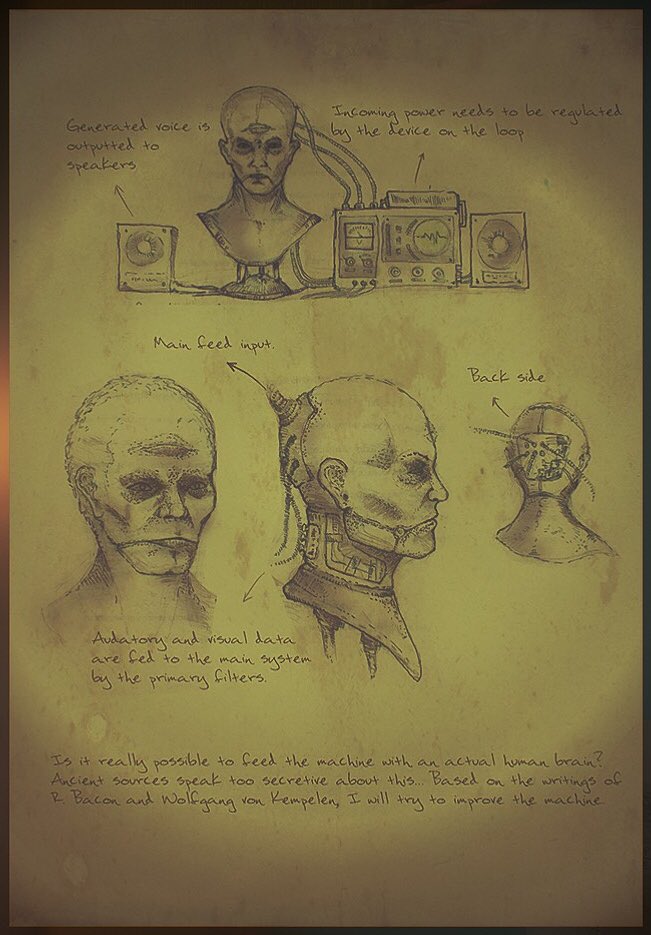 Generated voice is
outputted to
speakers
Incoming power needs to be regulated
by the device on the loop
Main feed input.
Back side
Audatory and visual data
are fed to the main system
by the primary filters.
Is it really possible to feed the machine with an actual human brain?
Ancient sources speak too secretive about this... Based on the writings of
R. Bacon and Wolfgang von Kempelen, I will try to improve the machine.